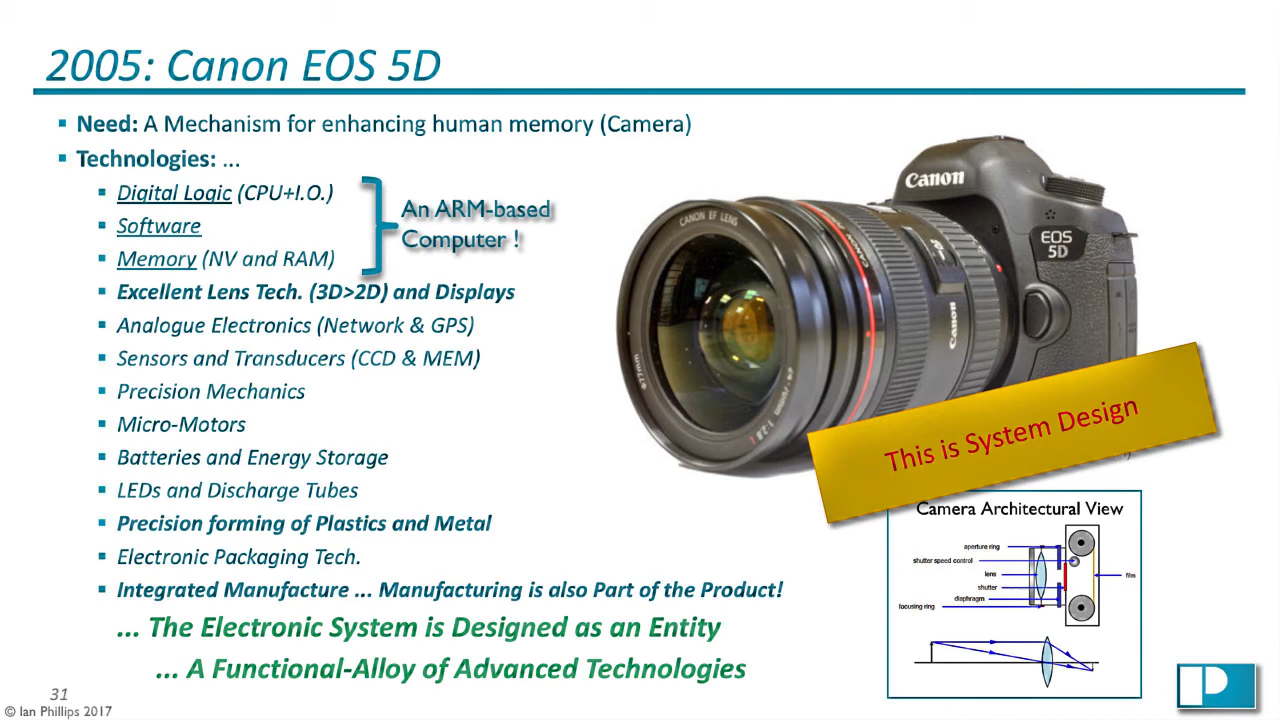 2005: Canon EOS 5D
Need: A Mechanism for enhancing human memory (Camera)
Technologies: ...
Digital Logic (CPU+I.O.)
Software
Memory (NV and RAM)
An ARM-based
Computer !
Excellent Lens Tech. (3D>2D) and Displays
Analogue Electronics (Network & GPS)
Sensors and Transducers (CCD & MEM)
Precision Mechanics
Micro-Motors
Batteries and Energy Storage
LEDs and Discharge Tubes
Precision forming of Plastics and Metal
Electronic Packaging Tech.
Integrated Manufacture ... Manufacturing is also Part of the Product!
... The Electronic System is Designed as an Entity
... A Functional-Alloy of Advanced Technologies
Canon
EOS
5D
CANON EF LENS
Canon
ϕ77mm
1:2.8 L
This is System Design
Camera Architectural View
aperture ring
shutter speed control
lens
shutter
diaphragm
focusing ring
film
31
© Ian Phillips 2017
P